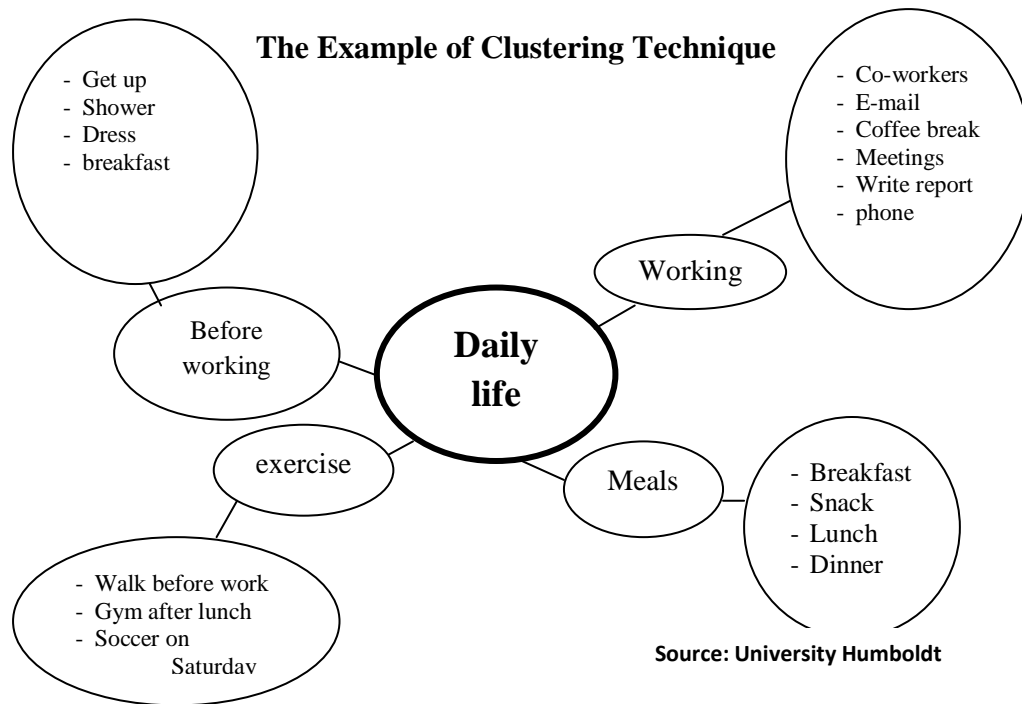 The Example of Clustering Technique
- Get up
- Shower
- Dress
- breakfast
- Co-workers
- E-mail
- Coffee break
- Meetings
- Write report
- phone
Working
Before
working
Daily
life
exercise
Meals
- Breakfast
- Snack
- Lunch
- Dinner
- Walk before work
- Gym after lunch
- Soccer on
Saturday
Source: University Humboldt